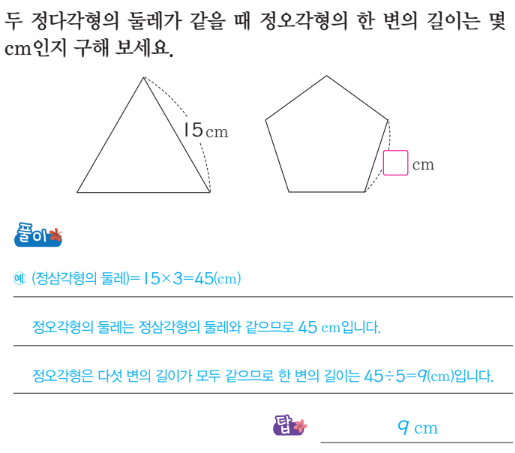 두 정다각형의 둘레가 같을 때 정오각형의 한 변의 길이는 몇
cm인지 구해 보세요.
15 cm
cm
풀이
예 (정삼각형의 둘레)=15×3=45(cm)
정오각형의 둘레는 정삼각형의 둘레와 같으므로 45 cm입니다.
정오각형은 다섯 변의 길이가 모두 같으므로 한 변의 길이는 45÷5=9(cm)입니다.
답 9 cm